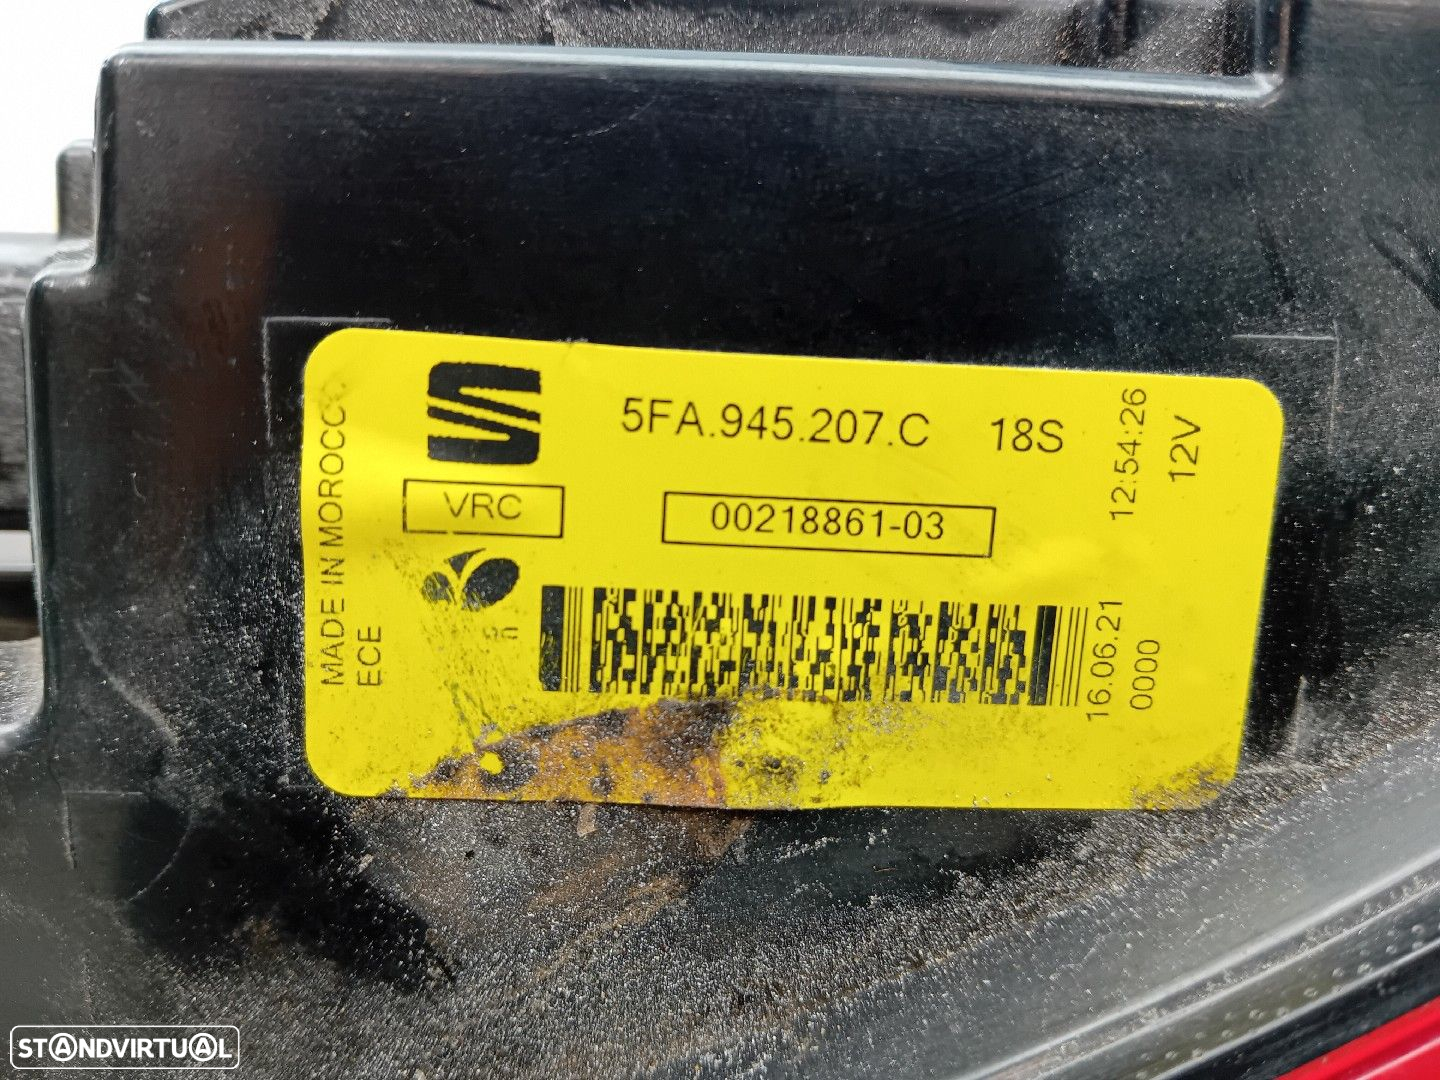 5FA.945.207.C 18S
VRC
00218861-03
MADE IN MOROCCO
ECE
12:54:26
12V
16.06.21
0000
STANDVIRTUAL